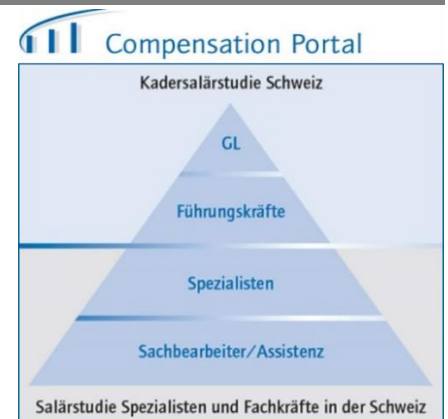 Compensation Portal
Kadersalärstudie Schweiz
GL
Führungskräfte
Spezialisten
Sachbearbeiter/Assistenz
Salärstudie Spezialisten und Fachkräfte in der Schweiz